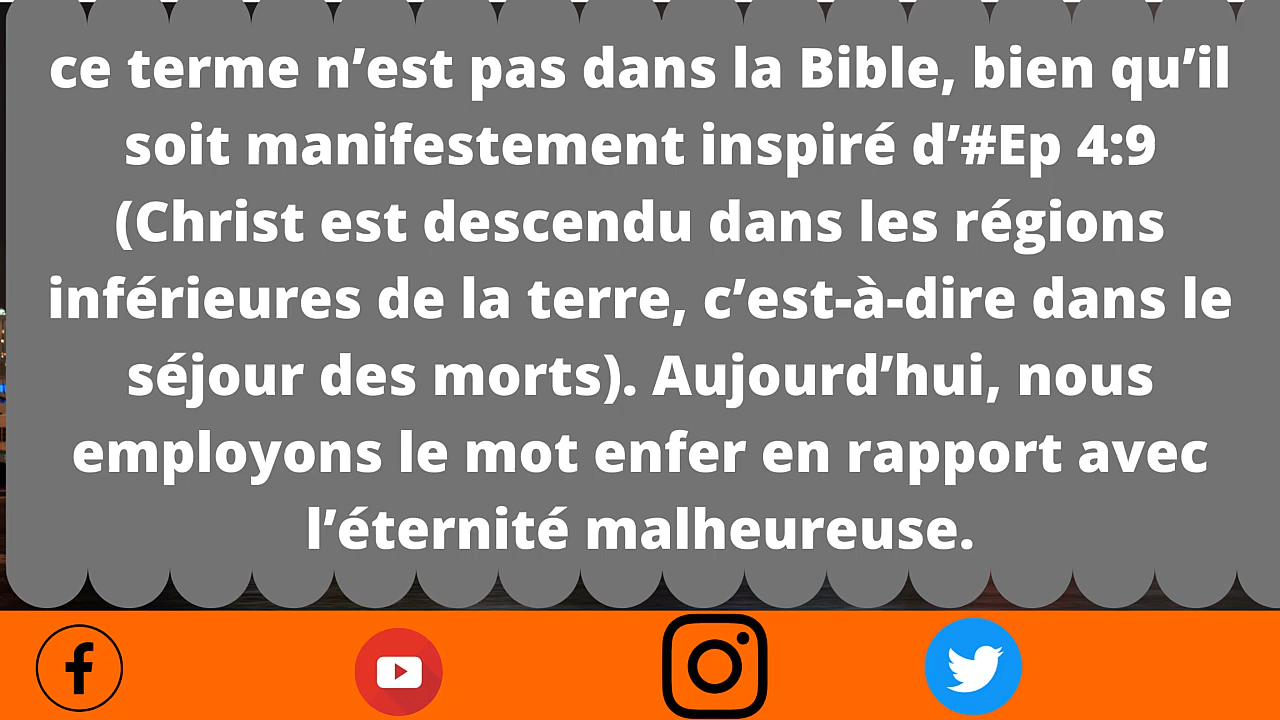 ce terme n’est pas dans la Bible, bien qu’il
soit manifestement inspiré d’#Ep 4:9
(Christ est descendu dans les régions
inférieures de la terre, c’est-à-dire dans le
séjour des morts). Aujourd’hui, nous
employons le mot enfer en rapport avec
l’éternité malheureuse.